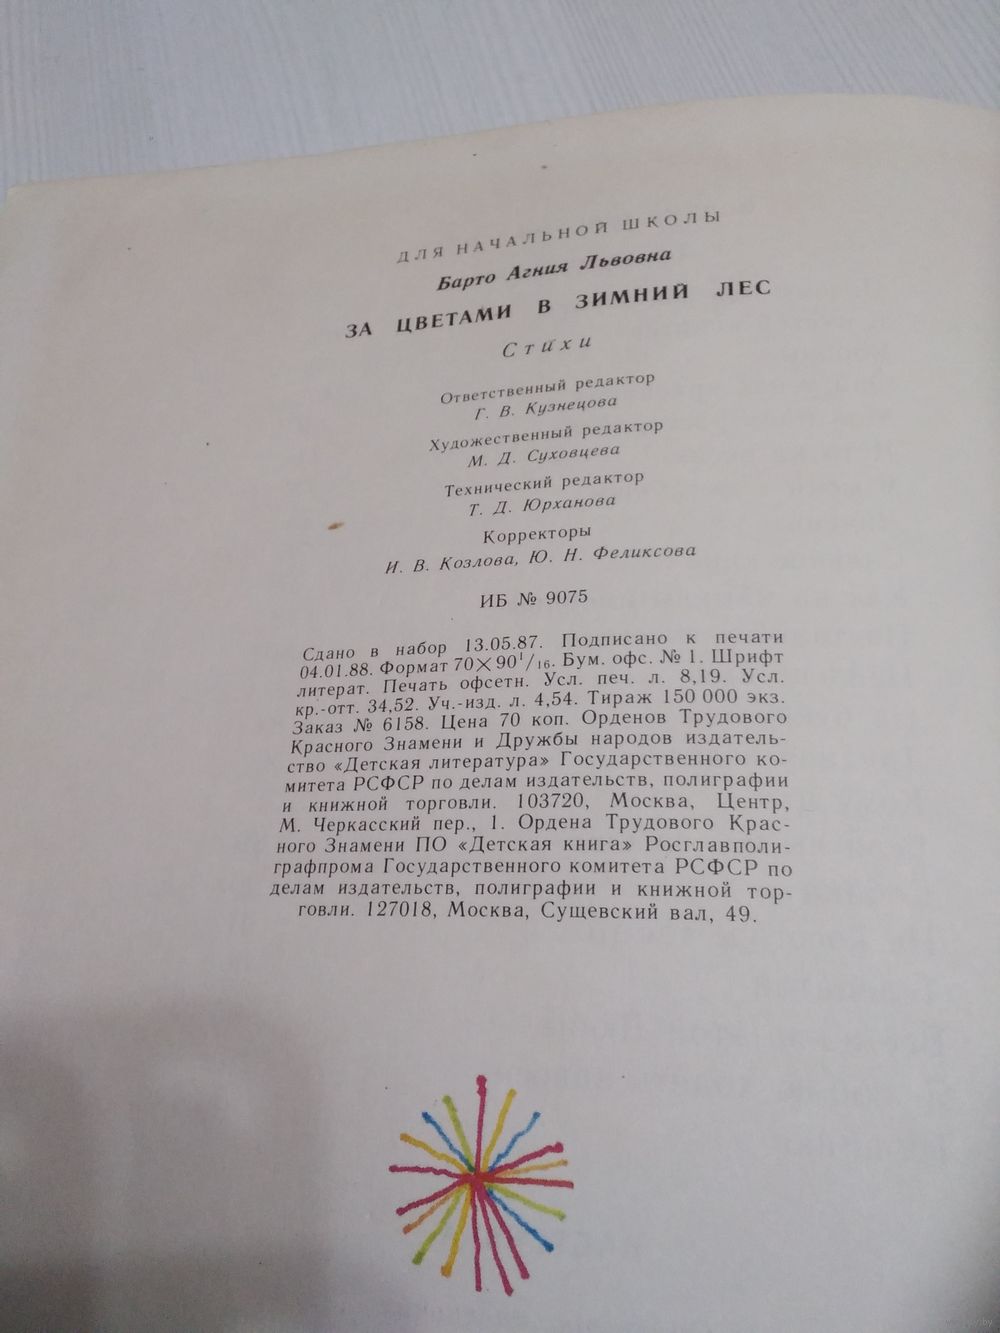 ДЛЯ НАЧАЛЬНОЙ ШКОЛЫ
Барто Агния Львовна
ЗА ЦВЕТАМИ В ЗИМНИЙ ЛЕС
Стихи
Ответственный редактор
Г. В. Кузнецова
Художественный редактор
М. Д. Суховцева
Технический редактор
Т. Д. Юрханова
Корректоры
И. В. Козлова, Ю. Н. Феликсова
ИБ № 9075
Сдано в набор 13.05.87. Подписано к печати
04.01.88. Формат 70×90 1/16. Бум. офс. № 1. Шрифт
литерат. Печать офсетн. Усл. печ. л. 8,19. Усл.
кр.-отт. 34,52. Уч.-изд. л. 4,54. Тираж 150 000 экз.
Заказ № 6158. Цена 70 коп. Орденов Трудового
Красного Знамени и Дружбы народов издатель-
ство «Детская литература» Государственного ко-
митета РСФСР по делам издательств, полиграфии
и книжной торговли. 103720, Москва, Центр,
М. Черкасский пер., 1. Ордена Трудового Крас-
ного Знамени ПО «Детская книга» Росглавполи-
графпрома Государственного комитета РСФСР по
делам издательств, полиграфии и книжной тор-
говли. 127018, Москва, Сущевский вал, 49.